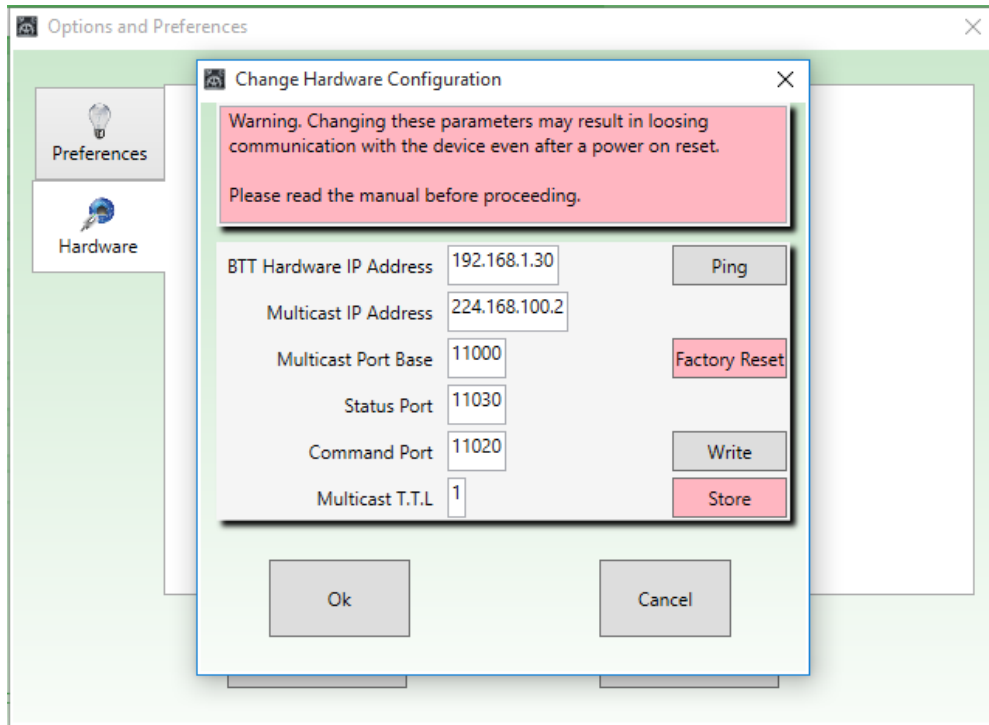 Options and Preferences
Change Hardware Configuration
Warning. Changing these parameters may result in loosing
communication with the device even after a power on reset.
Please read the manual before proceeding.
Preferences
Hardware
BTT Hardware IP Address 192.168.1.30 Ping
Multicast IP Address 224.168.100.2
Multicast Port Base 11000 Factory Reset
Status Port 11030
Command Port 11020 Write
Multicast T.T.L 1 Store
Ok Cancel